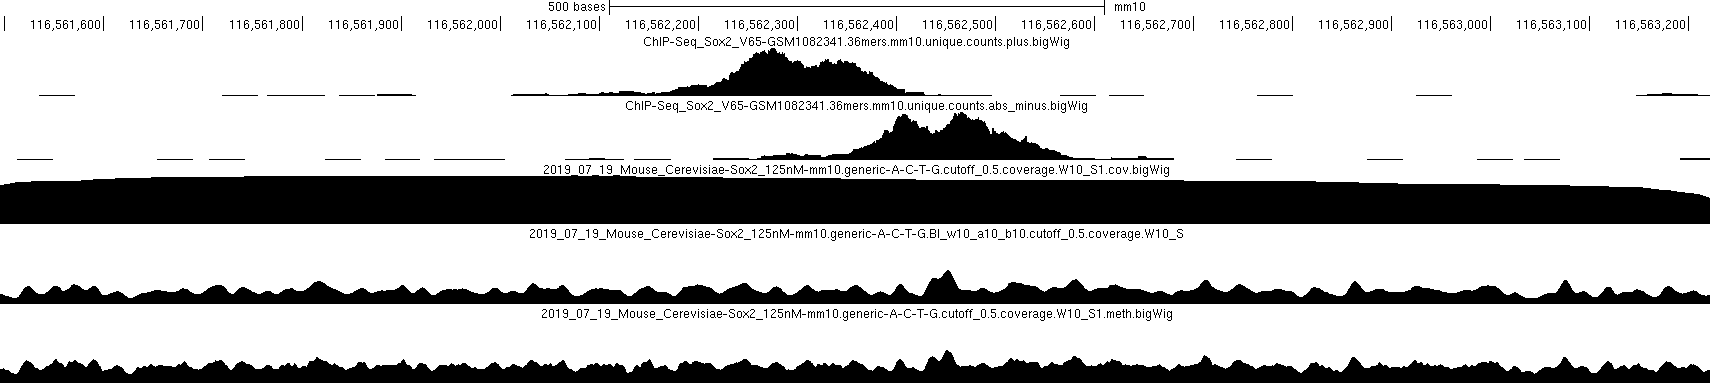 500 bases mm10
116,561,600 116,561,700 116,561,800 116,561,900 116,562,000 116,562,100 116,562,200 116,562,300 116,562,400 116,562,500 116,562,600 116,562,700 116,562,800 116,562,900 116,563,000 116,563,100 116,563,200
ChIP-Seq_Sox2_V65-GSM1082341.36mers.mm10.unique.counts.plus.bigWig
ChIP-Seq_Sox2_V65-GSM1082341.36mers.mm10.unique.counts.abs_minus.bigWig
2019_07_19_Mouse_Cerevisiae-Sox2_125nM-mm10.generic-A-C-T-G.cutoff_0.5.coverage.W10_S1.cov.bigWig
2019_07_19_Mouse_Cerevisiae-Sox2_125nM-mm10.generic-A-C-T-G.BI_w10_a10_b10.cutoff_0.5.coverage.W10_S
2019_07_19_Mouse_Cerevisiae-Sox2_125nM-mm10.generic-A-C-T-G.cutoff_0.5.coverage.W10_S1.meth.bigWig